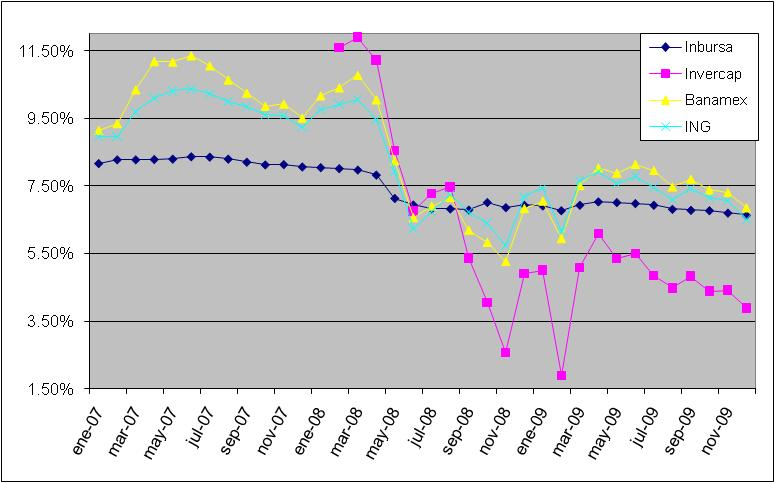 11.50%
9.50%
7.50%
5.50%
3.50%
1.50%
ene-07
mar-07
may-07
jul-07
sep-07
nov-07
ene-08
mar-08
may-08
jul-08
sep-08
nov-08
ene-09
mar-09
may-09
jul-09
sep-09
nov-09
Inbursa
Invercap
Banamex
ING